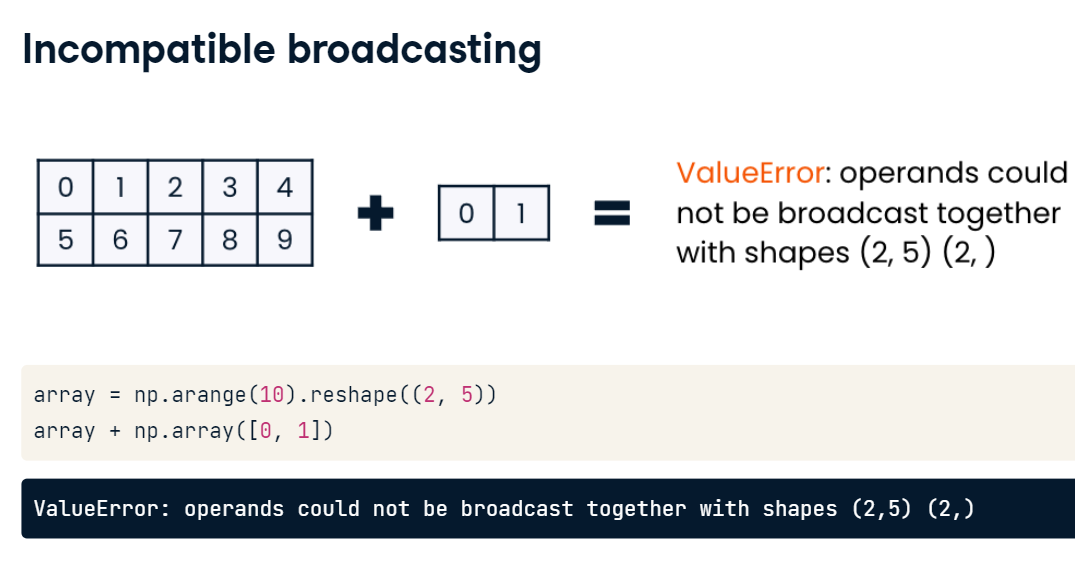 Incompatible broadcasting
0 1 2 3 4
5 6 7 8 9
+
0 1
=
ValueError: operands could
not be broadcast together
with shapes (2, 5) (2, )
array = np.arange(10).reshape((2, 5))
array + np.array([0, 1])
ValueError: operands could not be broadcast together with shapes (2,5) (2,)